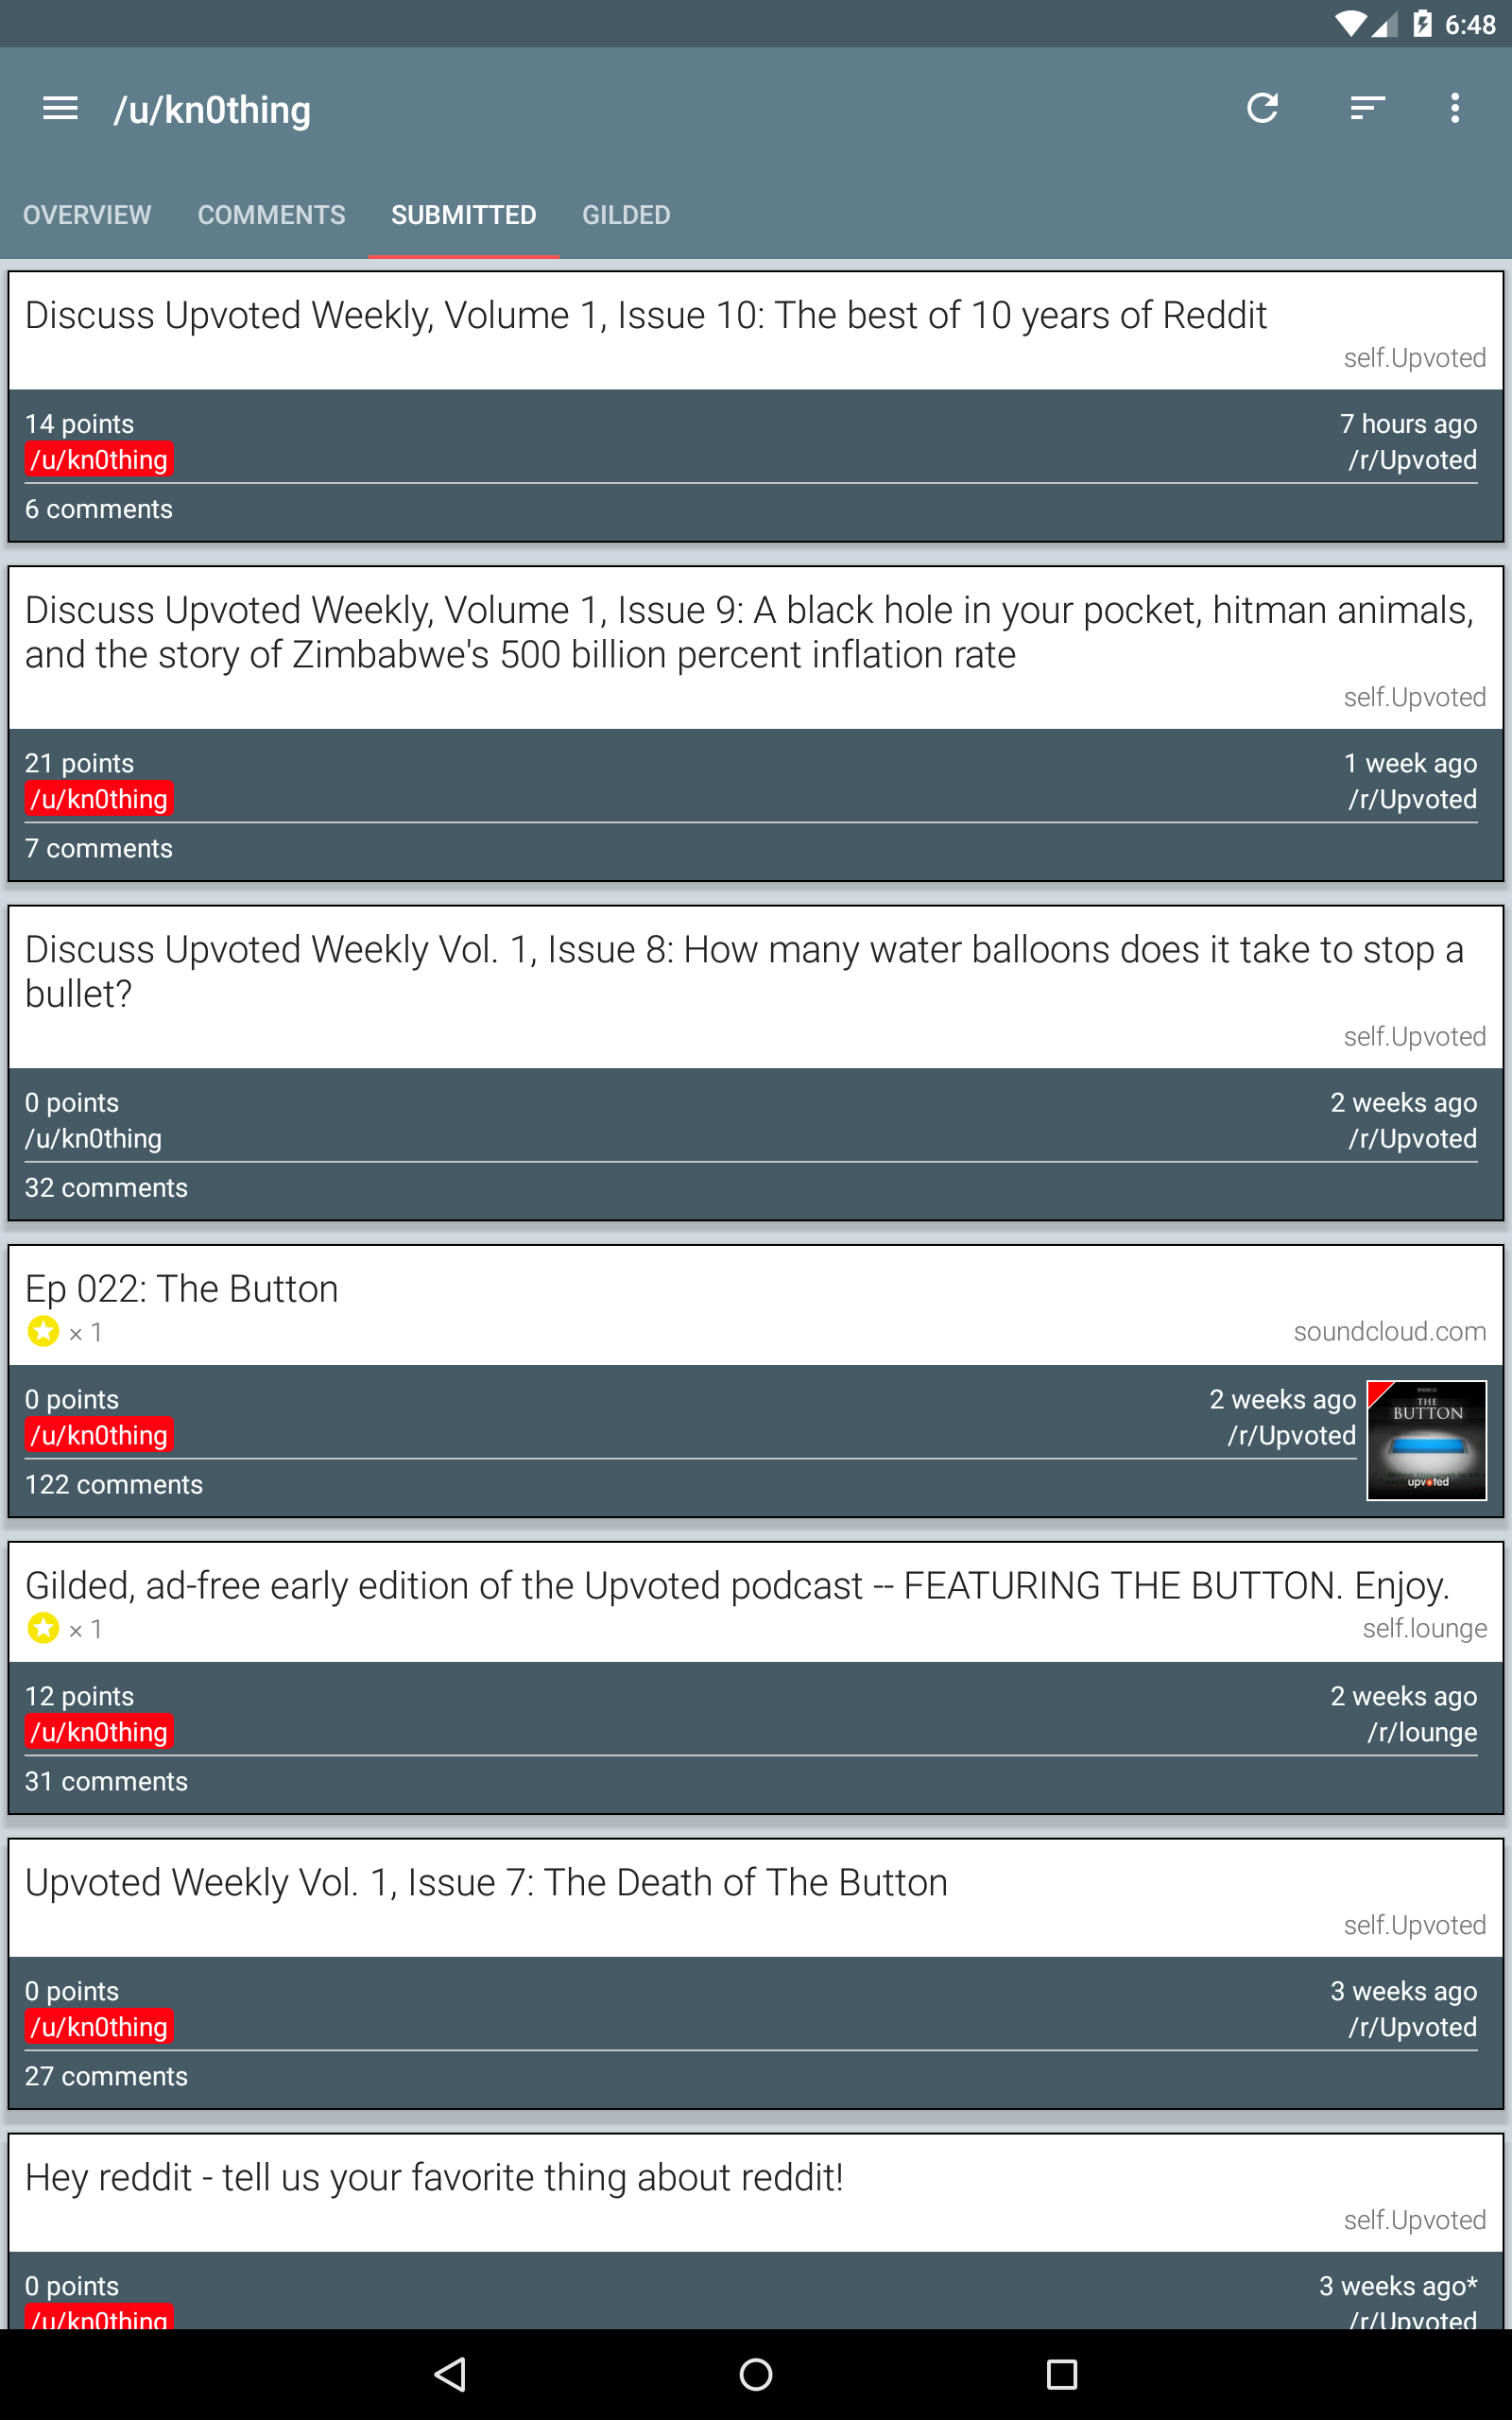 6:48
/u/kn0thing
OVERVIEW COMMENTS SUBMITTED GILDED
Discuss Upvoted Weekly, Volume 1, Issue 10: The best of 10 years of Reddit
self.Upvoted
14 points 7 hours ago
/u/kn0thing /r/Upvoted
6 comments
Discuss Upvoted Weekly, Volume 1, Issue 9: A black hole in your pocket, hitman animals,
and the story of Zimbabwe's 500 billion percent inflation rate
self.Upvoted
21 points 1 week ago
/u/kn0thing /r/Upvoted
7 comments
Discuss Upvoted Weekly Vol. 1, Issue 8: How many water balloons does it take to stop a
bullet?
self.Upvoted
0 points 2 weeks ago
/u/kn0thing /r/Upvoted
32 comments
Ep 022: The Button
× 1 soundcloud.com
0 points 2 weeks ago
/u/kn0thing /r/Upvoted
122 comments
THE
BUTTON
upvoted
Gilded, ad-free early edition of the Upvoted podcast -- FEATURING THE BUTTON. Enjoy.
× 1 self.lounge
12 points 2 weeks ago
/u/kn0thing /r/lounge
31 comments
Upvoted Weekly Vol. 1, Issue 7: The Death of The Button
self.Upvoted
0 points 3 weeks ago
/u/kn0thing /r/Upvoted
27 comments
Hey reddit - tell us your favorite thing about reddit!
self.Upvoted
0 points 3 weeks ago*
/u/kn0thing /r/Upvoted